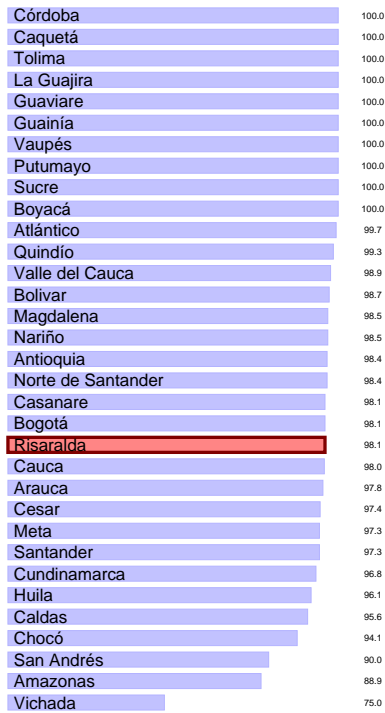 Córdoba 100.0
Caquetá 100.0
Tolima 100.0
La Guajira 100.0
Guaviare 100.0
Guainía 100.0
Vaupés 100.0
Putumayo 100.0
Sucre 100.0
Boyacá 100.0
Atlántico 99.7
Quindío 99.3
Valle del Cauca 98.9
Bolivar 98.7
Magdalena 98.5
Nariño 98.5
Antioquia 98.4
Norte de Santander 98.4
Casanare 98.1
Bogotá 98.1
Risaralda 98.1
Cauca 98.0
Arauca 97.8
Cesar 97.4
Meta 97.3
Santander 97.3
Cundinamarca 96.8
Huila 96.1
Caldas 95.6
Chocó 94.1
San Andrés 90.0
Amazonas 88.9
Vichada 75.0